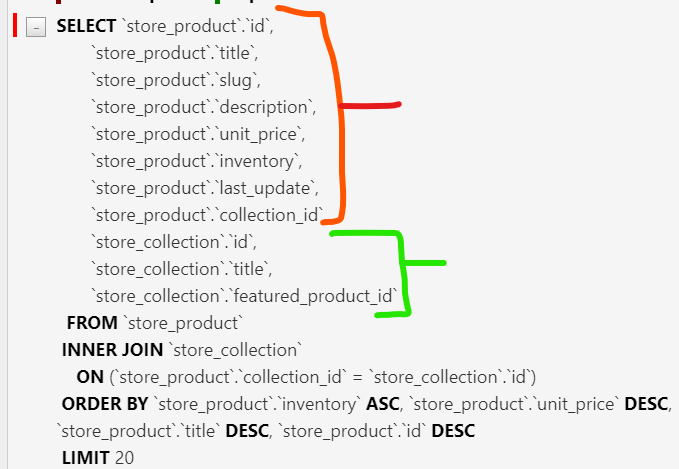 SELECT `store_product`.`id`,
`store_product`.`title`,
`store_product`.`slug`,
`store_product`.`description`,
`store_product`.`unit_price`,
`store_product`.`inventory`,
`store_product`.`last_update`,
`store_product`.`collection_id`
`store_collection`.`id`,
`store_collection`.`title`,
`store_collection`.`featured_product_id`
FROM `store_product`
INNER JOIN `store_collection`
ON (`store_product`.`collection_id` = `store_collection`.`id`)
ORDER BY `store_product`.`inventory` ASC, `store_product`.`unit_price` DESC,
`store_product`.`title` DESC, `store_product`.`id` DESC
LIMIT 20